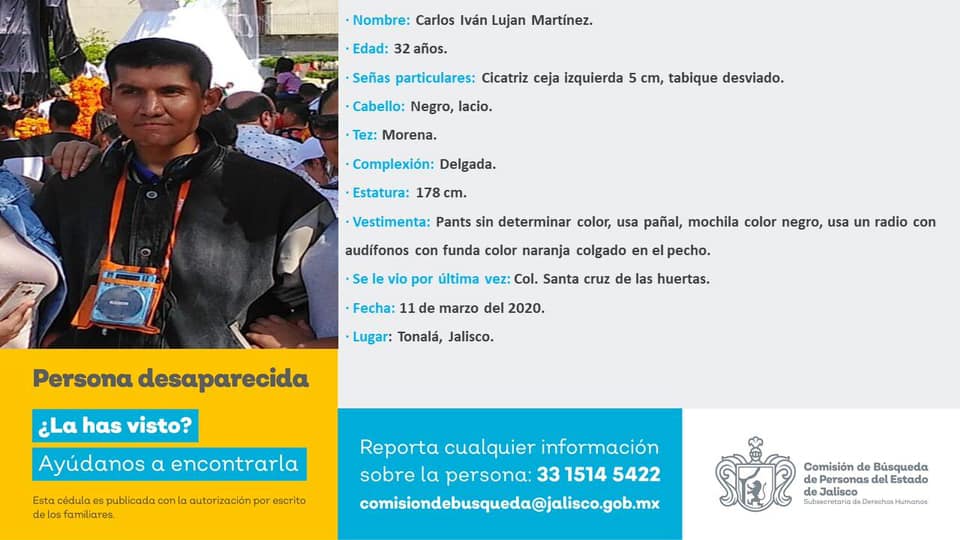 · Nombre: Carlos Iván Lujan Martínez.
· Edad: 32 años.
· Señas particulares: Cicatriz ceja izquierda 5 cm, tabique desviado.
· Cabello: Negro, lacio.
· Tez: Morena.
· Complexión: Delgada.
· Estatura: 178 cm.
· Vestimenta: Pants sin determinar color, usa pañal, mochila color negro, usa un radio con
audífonos con funda color naranja colgado en el pecho.
· Se le vio por última vez: Col. Santa cruz de las huertas.
· Fecha: 11 de marzo del 2020.
· Lugar: Tonalá, Jalisco.
Persona desaparecida
¿La has visto?
Ayúdanos a encontrarla
Esta cédula es publicada con la autorización por escrito
de los familiares.
Reporta cualquier información
sobre la persona: 33 1514 5422
comisiondebusqueda@jalisco.gob.mx
Comisión de Búsqueda
de Personas del Estado
de Jalisco
Subsecretaría de Derechos Humanos